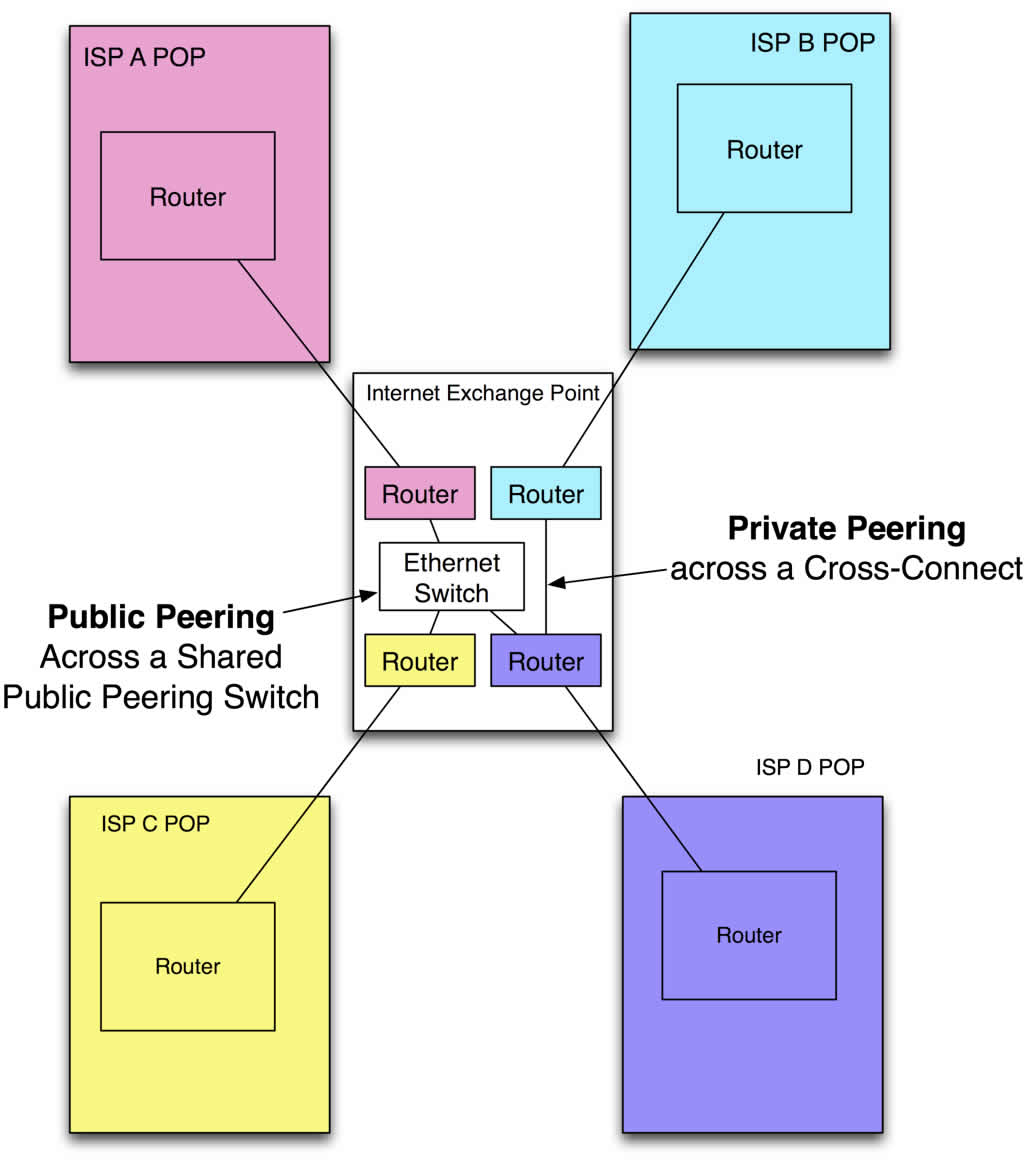 ISP A POP
Router
ISP B POP
Router
Internet Exchange Point
Router
Router
Ethernet
Switch
Router
Router
Private Peering
across a Cross-Connect
Public Peering
Across a Shared
Public Peering Switch
ISP C POP
Router
ISP D POP
Router